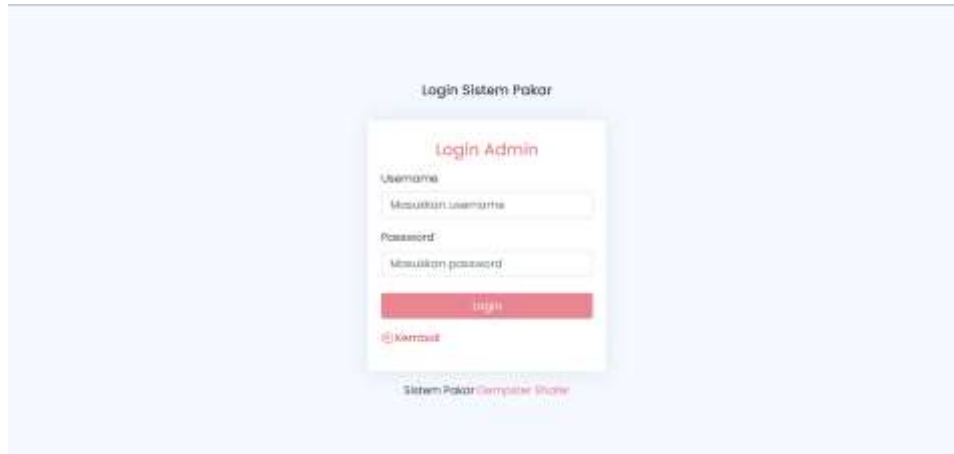 Login Sistem Pakar
Login Admin
Username
Masukkan username
Password
Masukkan password
Login
Kembali
Sistem Pakar Dempster Shafer